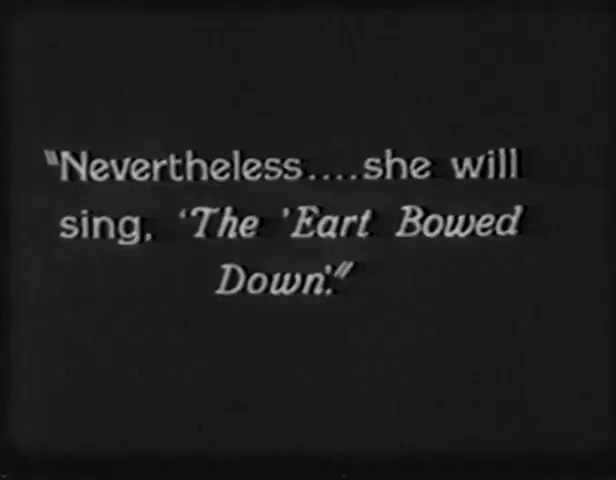 "Nevertheless....she will
sing, 'The 'Eart Bowed
Down'."